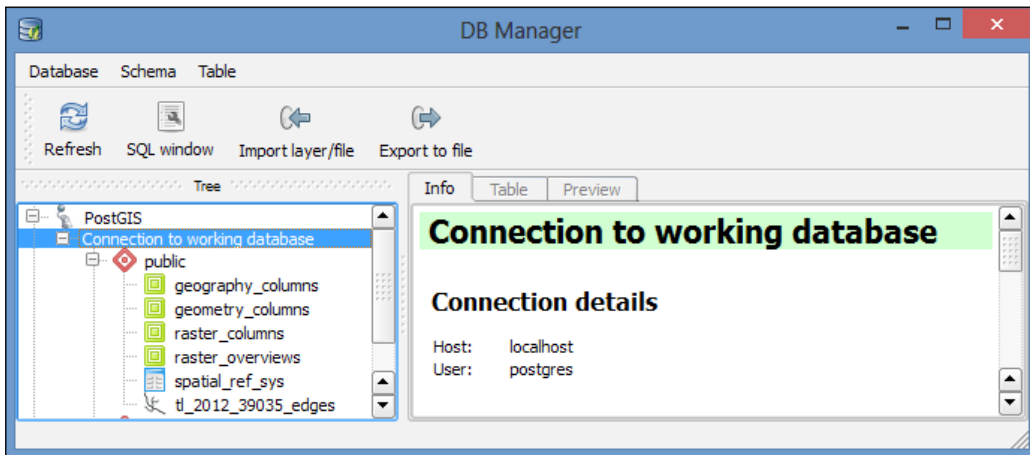 DB Manager
Database Schema Table
Refresh SQL window Import layer/file Export to file
Tree
PostGIS
Connection to working database
public
geography_columns
geometry_columns
raster_columns
raster_overviews
spatial_ref_sys
tl_2012_39035_edges
Info Table Preview
Connection to working database
Connection details
Host: localhost
User: postgres